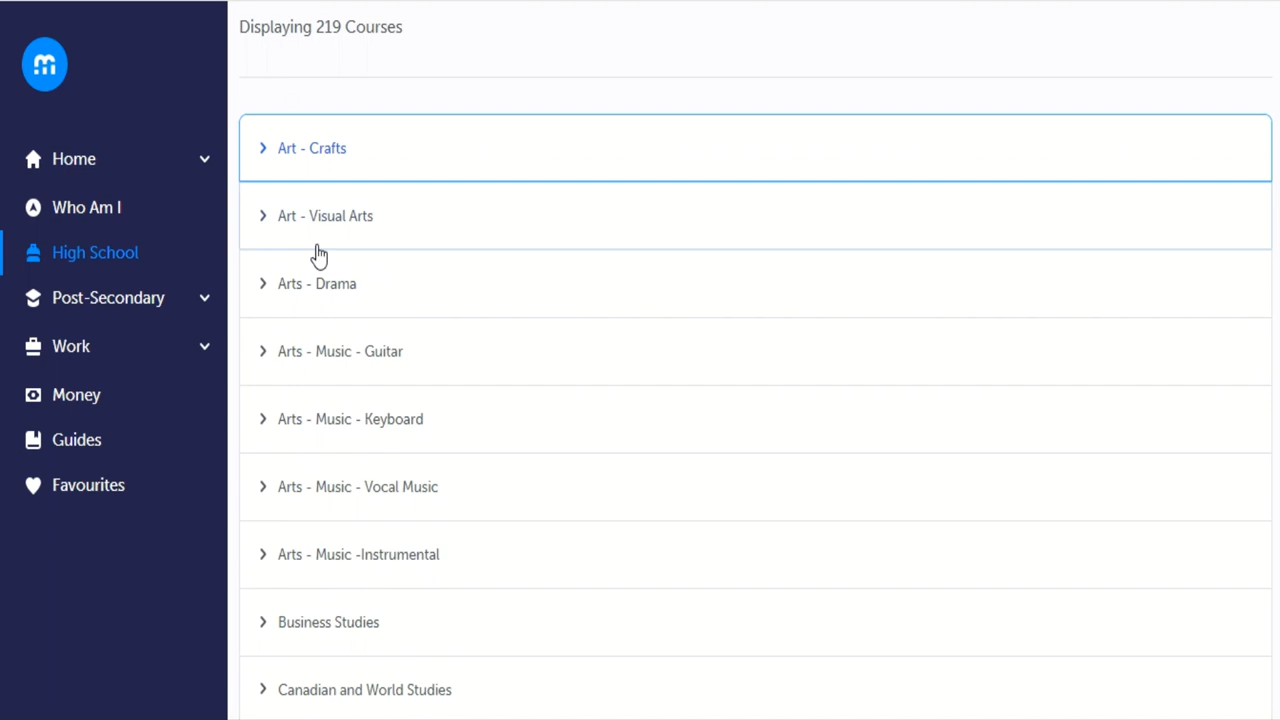 Displaying 219 Courses
m
Home
Who Am I
High School
Post-Secondary
Work
Money
Guides
Favourites
Art - Crafts
Art - Visual Arts
Arts - Drama
Arts - Music - Guitar
Arts - Music - Keyboard
Arts - Music - Vocal Music
Arts - Music -Instrumental
Business Studies
Canadian and World Studies